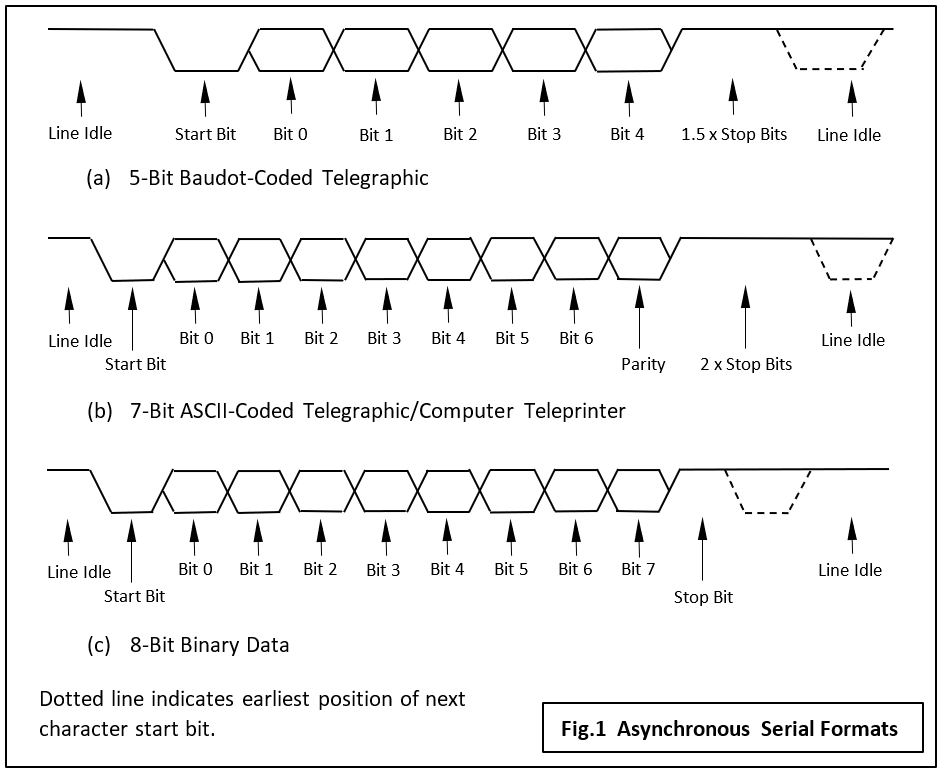 Line Idle Start Bit Bit 0 Bit 1 Bit 2 Bit 3 Bit 4 1.5 x Stop Bits Line Idle
(a) 5-Bit Baudot-Coded Telegraphic
Line Idle Start Bit Bit 0 Bit 1 Bit 2 Bit 3 Bit 4 Bit 5 Bit 6 Parity 2 x Stop Bits Line Idle
(b) 7-Bit ASCII-Coded Telegraphic/Computer Teleprinter
Line Idle Start Bit Bit 0 Bit 1 Bit 2 Bit 3 Bit 4 Bit 5 Bit 6 Bit 7 Stop Bit Line Idle
(c) 8-Bit Binary Data
Dotted line indicates earliest position of next
character start bit.
Fig.1 Asynchronous Serial Formats